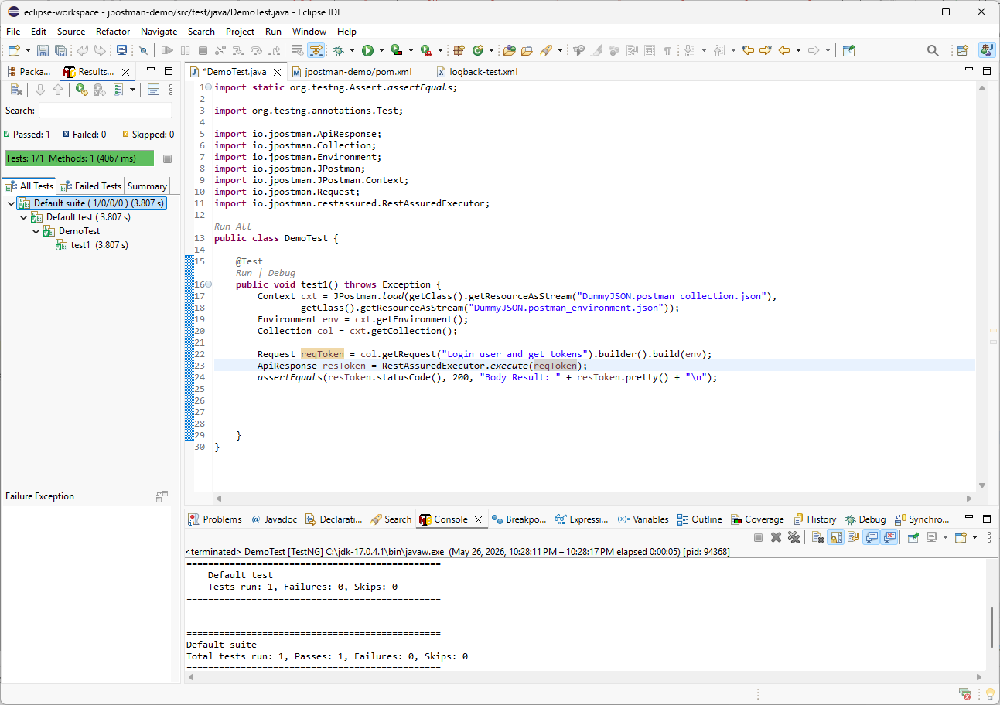 eclipse-workspace - jpostman-demo/src/test/java/DemoTest.java - Eclipse IDE
File Edit Source Refactor Navigate Search Project Run Window Help
Packa... Results...
Search:
Passed: 1 Failed: 0 Skipped: 0
Tests: 1/1 Methods: 1 (4067 ms)
All Tests Failed Tests Summary
Default suite ( 1/0/0/0 ) (3.807 s)
Default test ( 3.807 s)
DemoTest
test1 (3.807 s)
Failure Exception
*DemoTest.java jpostman-demo/pom.xml logback-test.xml
1 import static org.testng.Assert.assertEquals;
2
3 import org.testng.annotations.Test;
4
5 import io.jpostman.ApiResponse;
6 import io.jpostman.Collection;
7 import io.jpostman.Environment;
8 import io.jpostman.JPostman;
9 import io.jpostman.JPostman.Context;
10 import io.jpostman.Request;
11 import io.jpostman.restassured.RestAssuredExecutor;
12
Run All
13 public class DemoTest {
14
15 @Test
Run | Debug
16 public void test1() throws Exception {
17 Context cxt = JPostman.load(getClass().getResourceAsStream("DummyJSON.postman_collection.json"),
18 getClass().getResourceAsStream("DummyJSON.postman_environment.json"));
19 Environment env = cxt.getEnvironment();
20 Collection col = cxt.getCollection();
21
22 Request reqToken = col.getRequest("Login user and get tokens").builder().build(env);
23 ApiResponse resToken = RestAssuredExecutor.execute(reqToken);
24 assertEquals(resToken.statusCode(), 200, "Body Result: " + resToken.pretty() + "\n");
25
26
27
28
29 }
30 }
Problems Javadoc Declarati... Search Console Breakpo... Expressi... Variables Outline Coverage History Debug Synchro...
<terminated> DemoTest [TestNG] C:\jdk-17.0.4.1\bin\javaw.exe (May 26, 2026, 10:28:11 PM – 10:28:17 PM elapsed 0:00:05) [pid: 94368]
===============================================
Default test
Tests run: 1, Failures: 0, Skips: 0
===============================================
===============================================
Default suite
Total tests run: 1, Passes: 1, Failures: 0, Skips: 0
===============================================